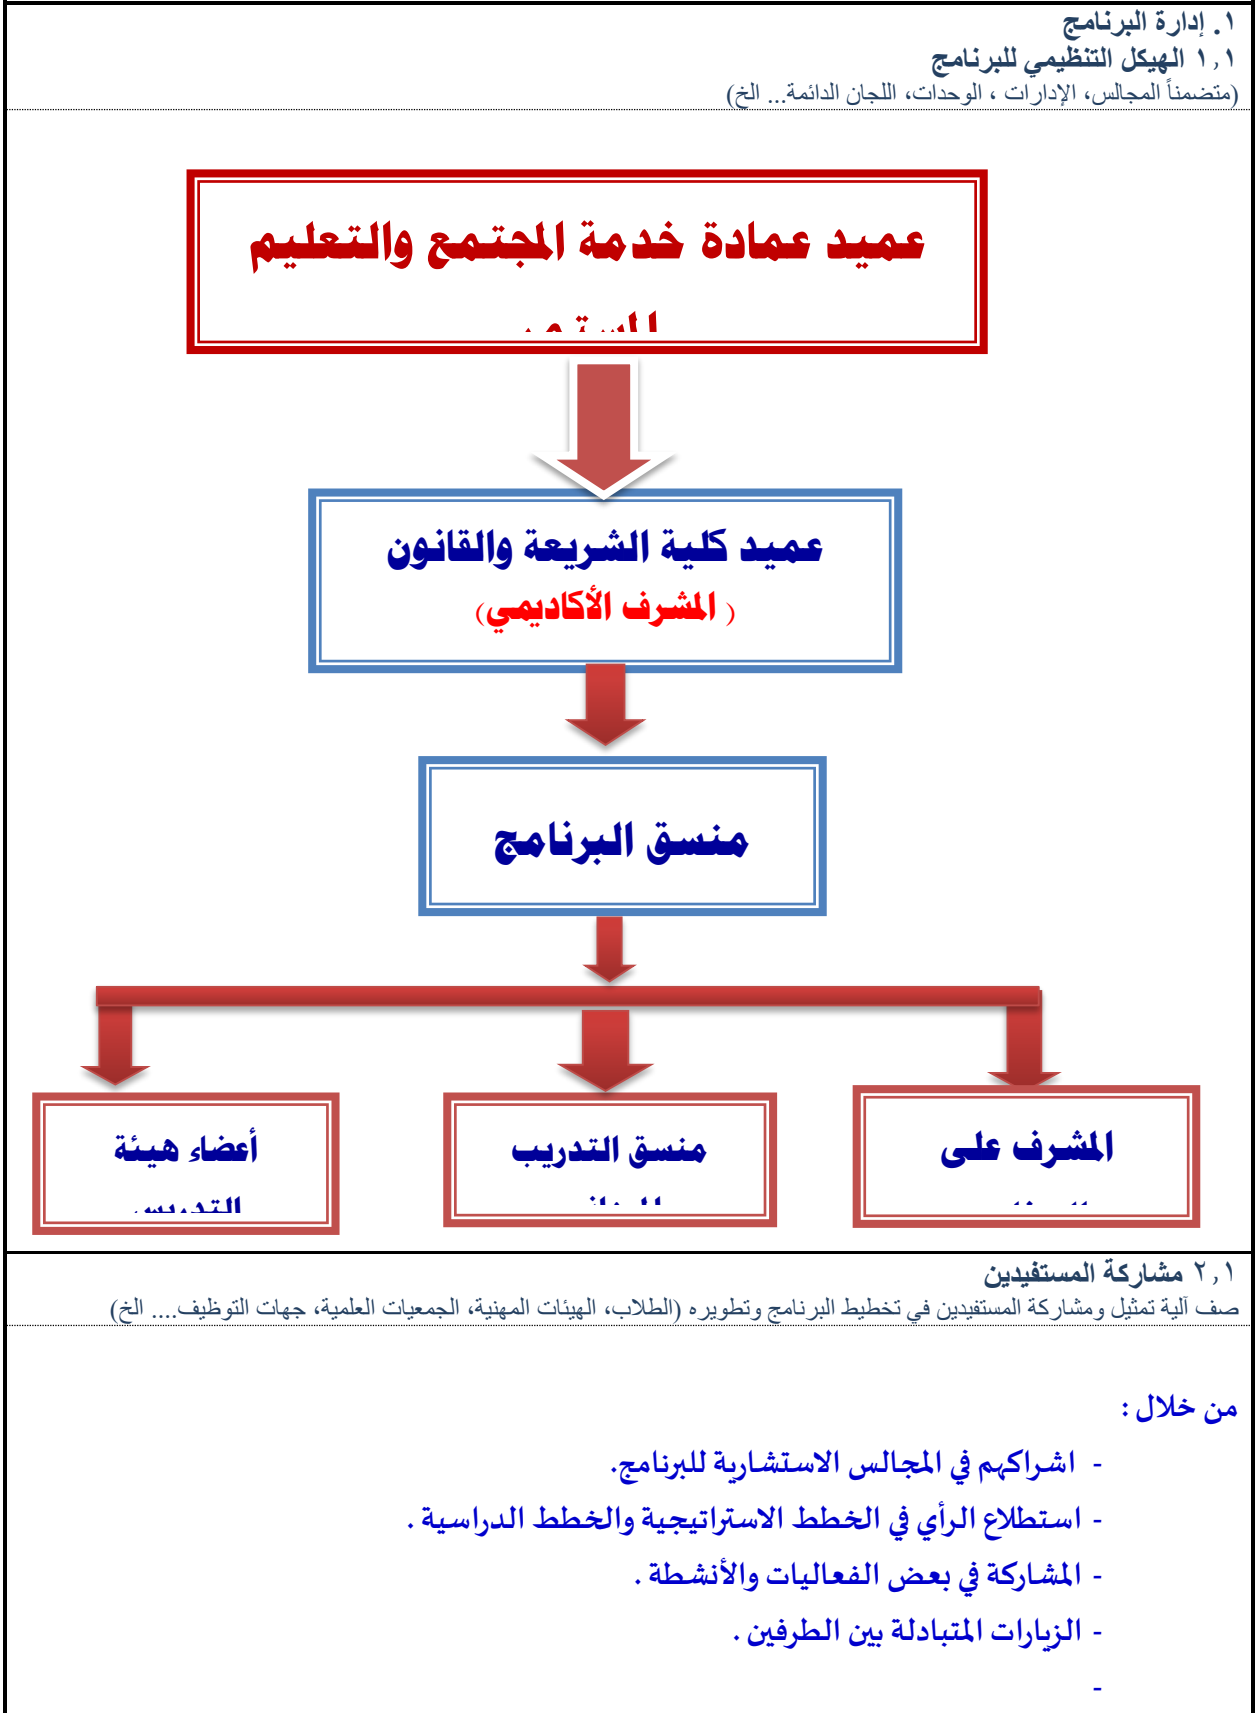 ١. إدارة البرنامج
١,١ الهيكل التنظيمي للبرنامج
(متضمناً المجالس، الإدارات ، الوحدات، اللجان الدائمة... الخ)
عميد عمادة خدمة المجتمع والتعليم
المستمر
عميد كلية الشريعة والقانون
( المشرف الأكاديمي)
منسق البرنامج
المشرف على
منسق التدريب
أعضاء هيئة
التدريس
٢,١ مشاركة المستفيدين
صف آلية تمثيل ومشاركة المستفيدين في تخطيط البرنامج وتطويره (الطلاب، الهيئات المهنية، الجمعيات العلمية، جهات التوظيف.... الخ)
من خلال :
- اشراكهم في المجالس الاستشارية للبرنامج.
- استطلاع الرأي في الخطط الاستراتيجية والخطط الدراسية .
- المشاركة في بعض الفعاليات والأنشطة .
- الزيارات المتبادلة بين الطرفين .
-